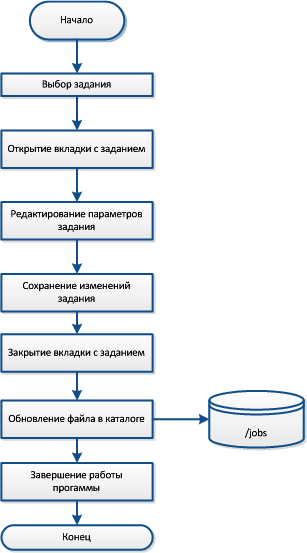 Начало
Выбор задания
Открытие вкладки с заданием
Редактирование параметров
задания
Сохранение изменений
задания
Закрытие вкладки с заданием
Обновление файла в каталоге
/jobs
Завершение работы
прогаммы
Конец